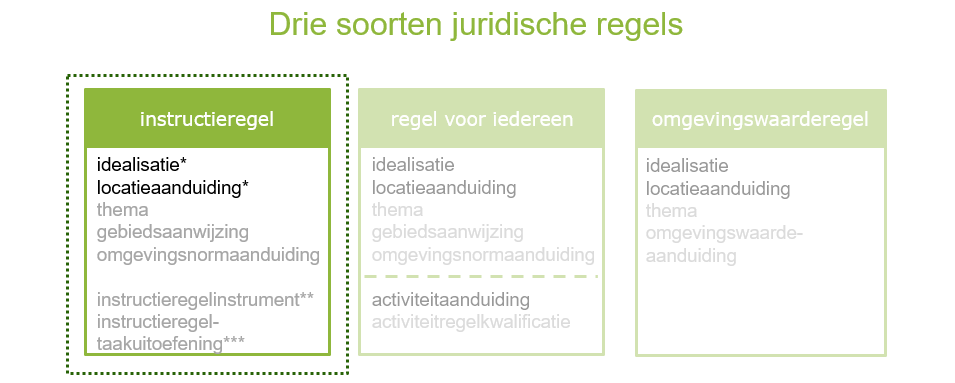 Drie soorten juridische regels
instructieregel
idealisatie*
locatieaanduiding*
thema
gebiedsaanwijzing
omgevingsnormaanduiding
instructieregelinstrument**
instructieregel-
taakuitoefening***
regel voor iedereen
idealisatie
locatieaanduiding
thema
gebiedsaanwijzing
omgevingsnormaanduiding
activiteitaanduiding
activiteitregelkwalificatie
omgevingswaarderegel
idealisatie
locatieaanduiding
thema
omgevingswaarde-
aanduiding